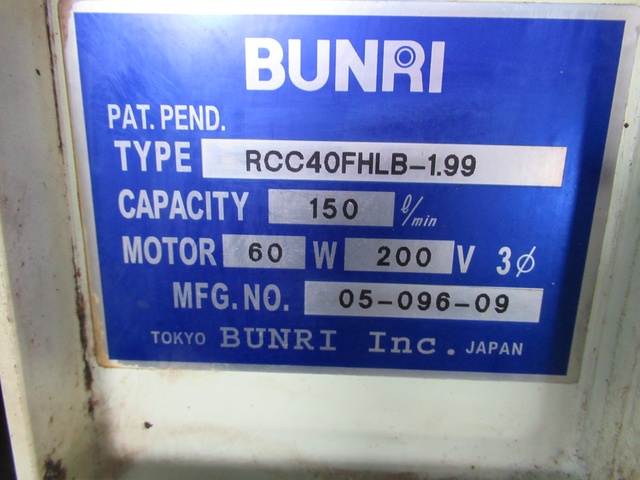 BUNRI
PAT. PEND.
TYPE RCC40FHLB-1.99
CAPACITY 150 ℓ/min
MOTOR 60 W 200 V 3ϕ
MFG. NO. 05-096-09
TOKYO BUNRI Inc. JAPAN